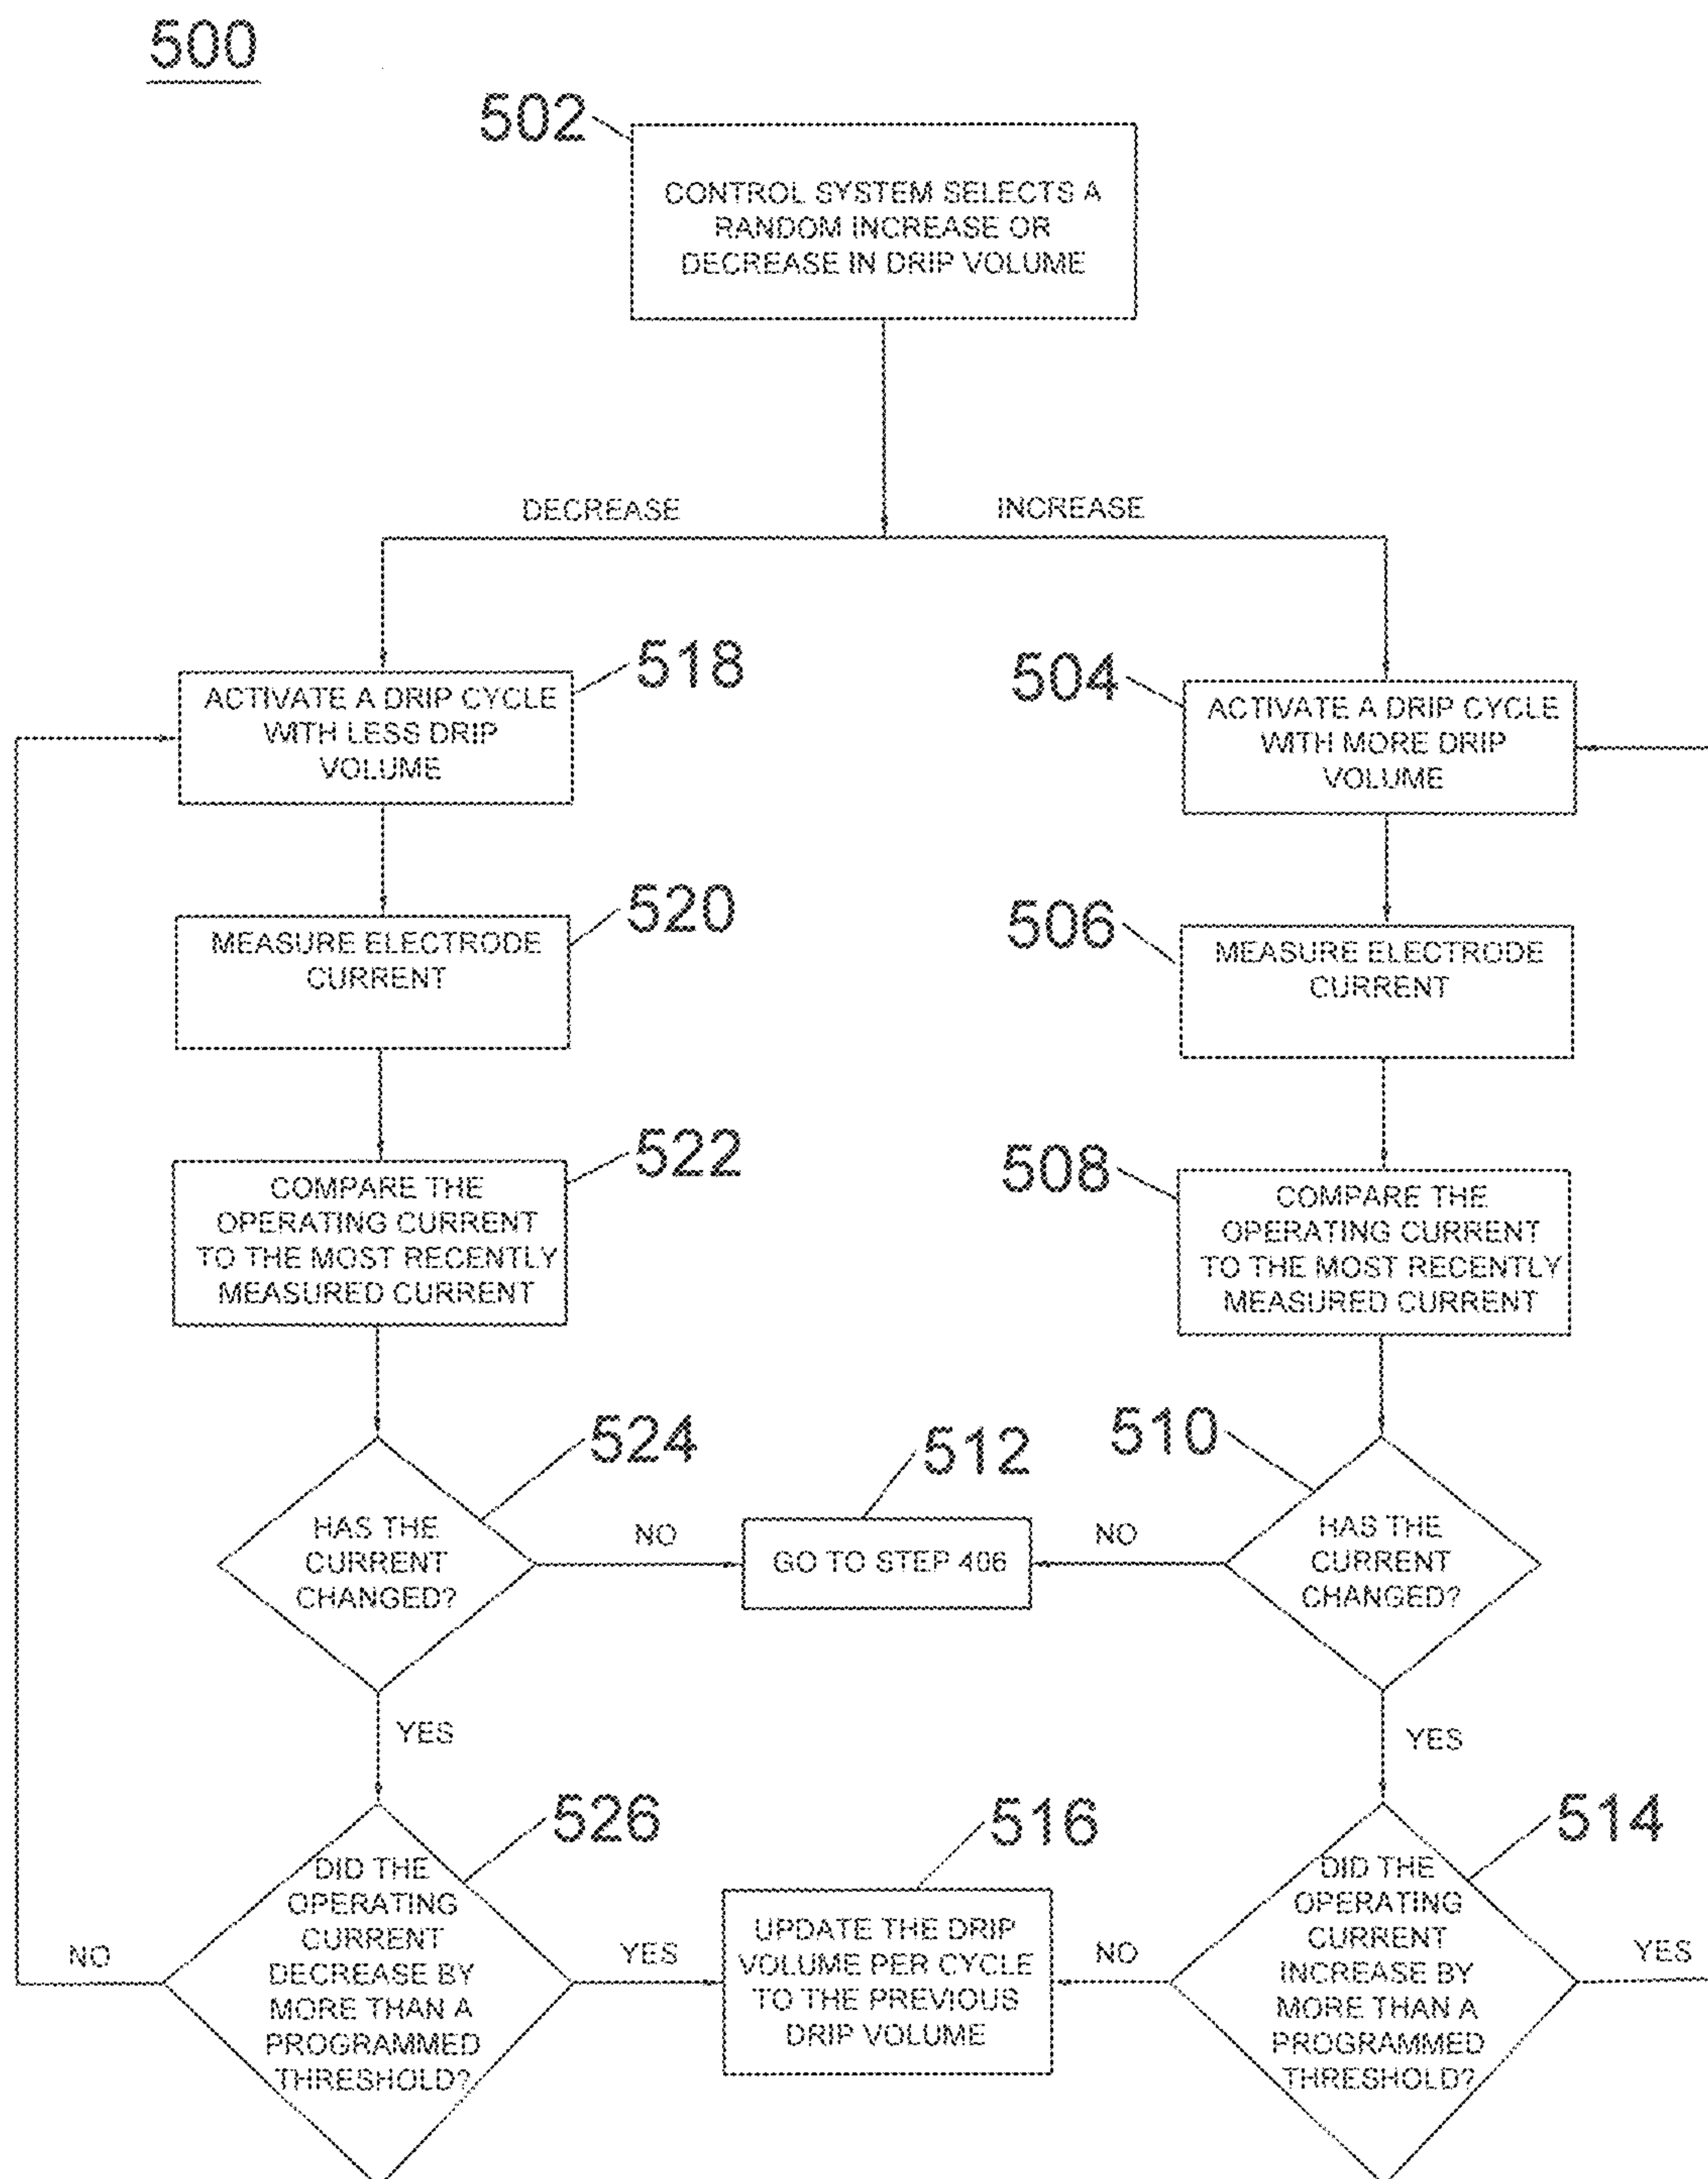 500
502
CONTROL SYSTEM SELECTS A
RANDOM INCREASE OR
DECREASE IN DRIP VOLUME
DECREASE
INCREASE
518
ACTIVATE A DRIP CYCLE
WITH LESS DRIP
VOLUME
504
ACTIVATE A DRIP CYCLE
WITH MORE DRIP
VOLUME
520
MEASURE ELECTRODE
CURRENT
506
MEASURE ELECTRODE
CURRENT
522
COMPARE THE
OPERATING CURRENT
TO THE MOST RECENTLY
MEASURED CURRENT
508
COMPARE THE
OPERATING CURRENT
TO THE MOST RECENTLY
MEASURED CURRENT
524
HAS THE
CURRENT
CHANGED?
NO
512
GO TO STEP 406
NO
510
HAS THE
CURRENT
CHANGED?
YES
YES
526
DID THE
OPERATING
CURRENT
DECREASE BY
MORE THAN A
PROGRAMMED
THRESHOLD?
NO
YES
516
UPDATE THE DRIP
VOLUME PER CYCLE
TO THE PREVIOUS
DRIP VOLUME
NO
514
DID THE
OPERATING
CURRENT
INCREASE BY
MORE THAN A
PROGRAMMED
THRESHOLD?
YES